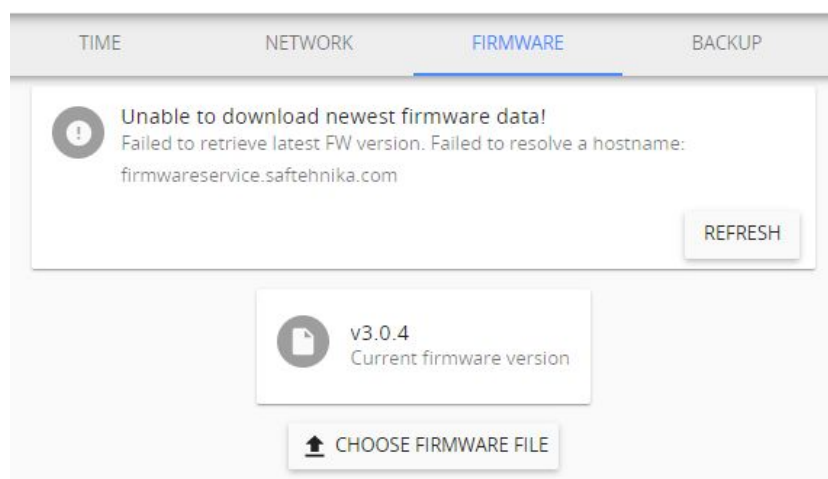 TIME NETWORK FIRMWARE BACKUP
Unable to download newest firmware data!
Failed to retrieve latest FW version. Failed to resolve a hostname:
firmwareservice.saftehnika.com
REFRESH
v3.0.4
Current firmware version
CHOOSE FIRMWARE FILE